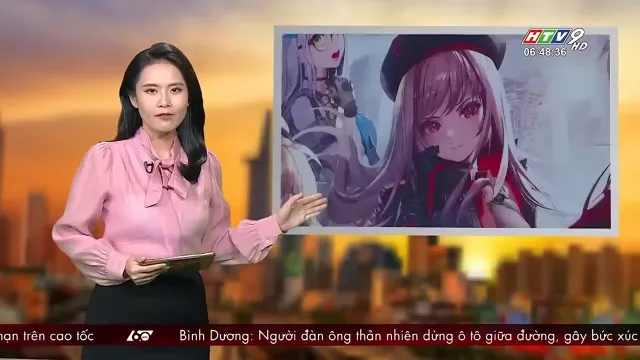 HTV9 HD
06:48:36
nạn trên cao tốc 60 Bình Dương: Người đàn ông thản nhiên dừng ô tô giữa đường, gây bức xúc